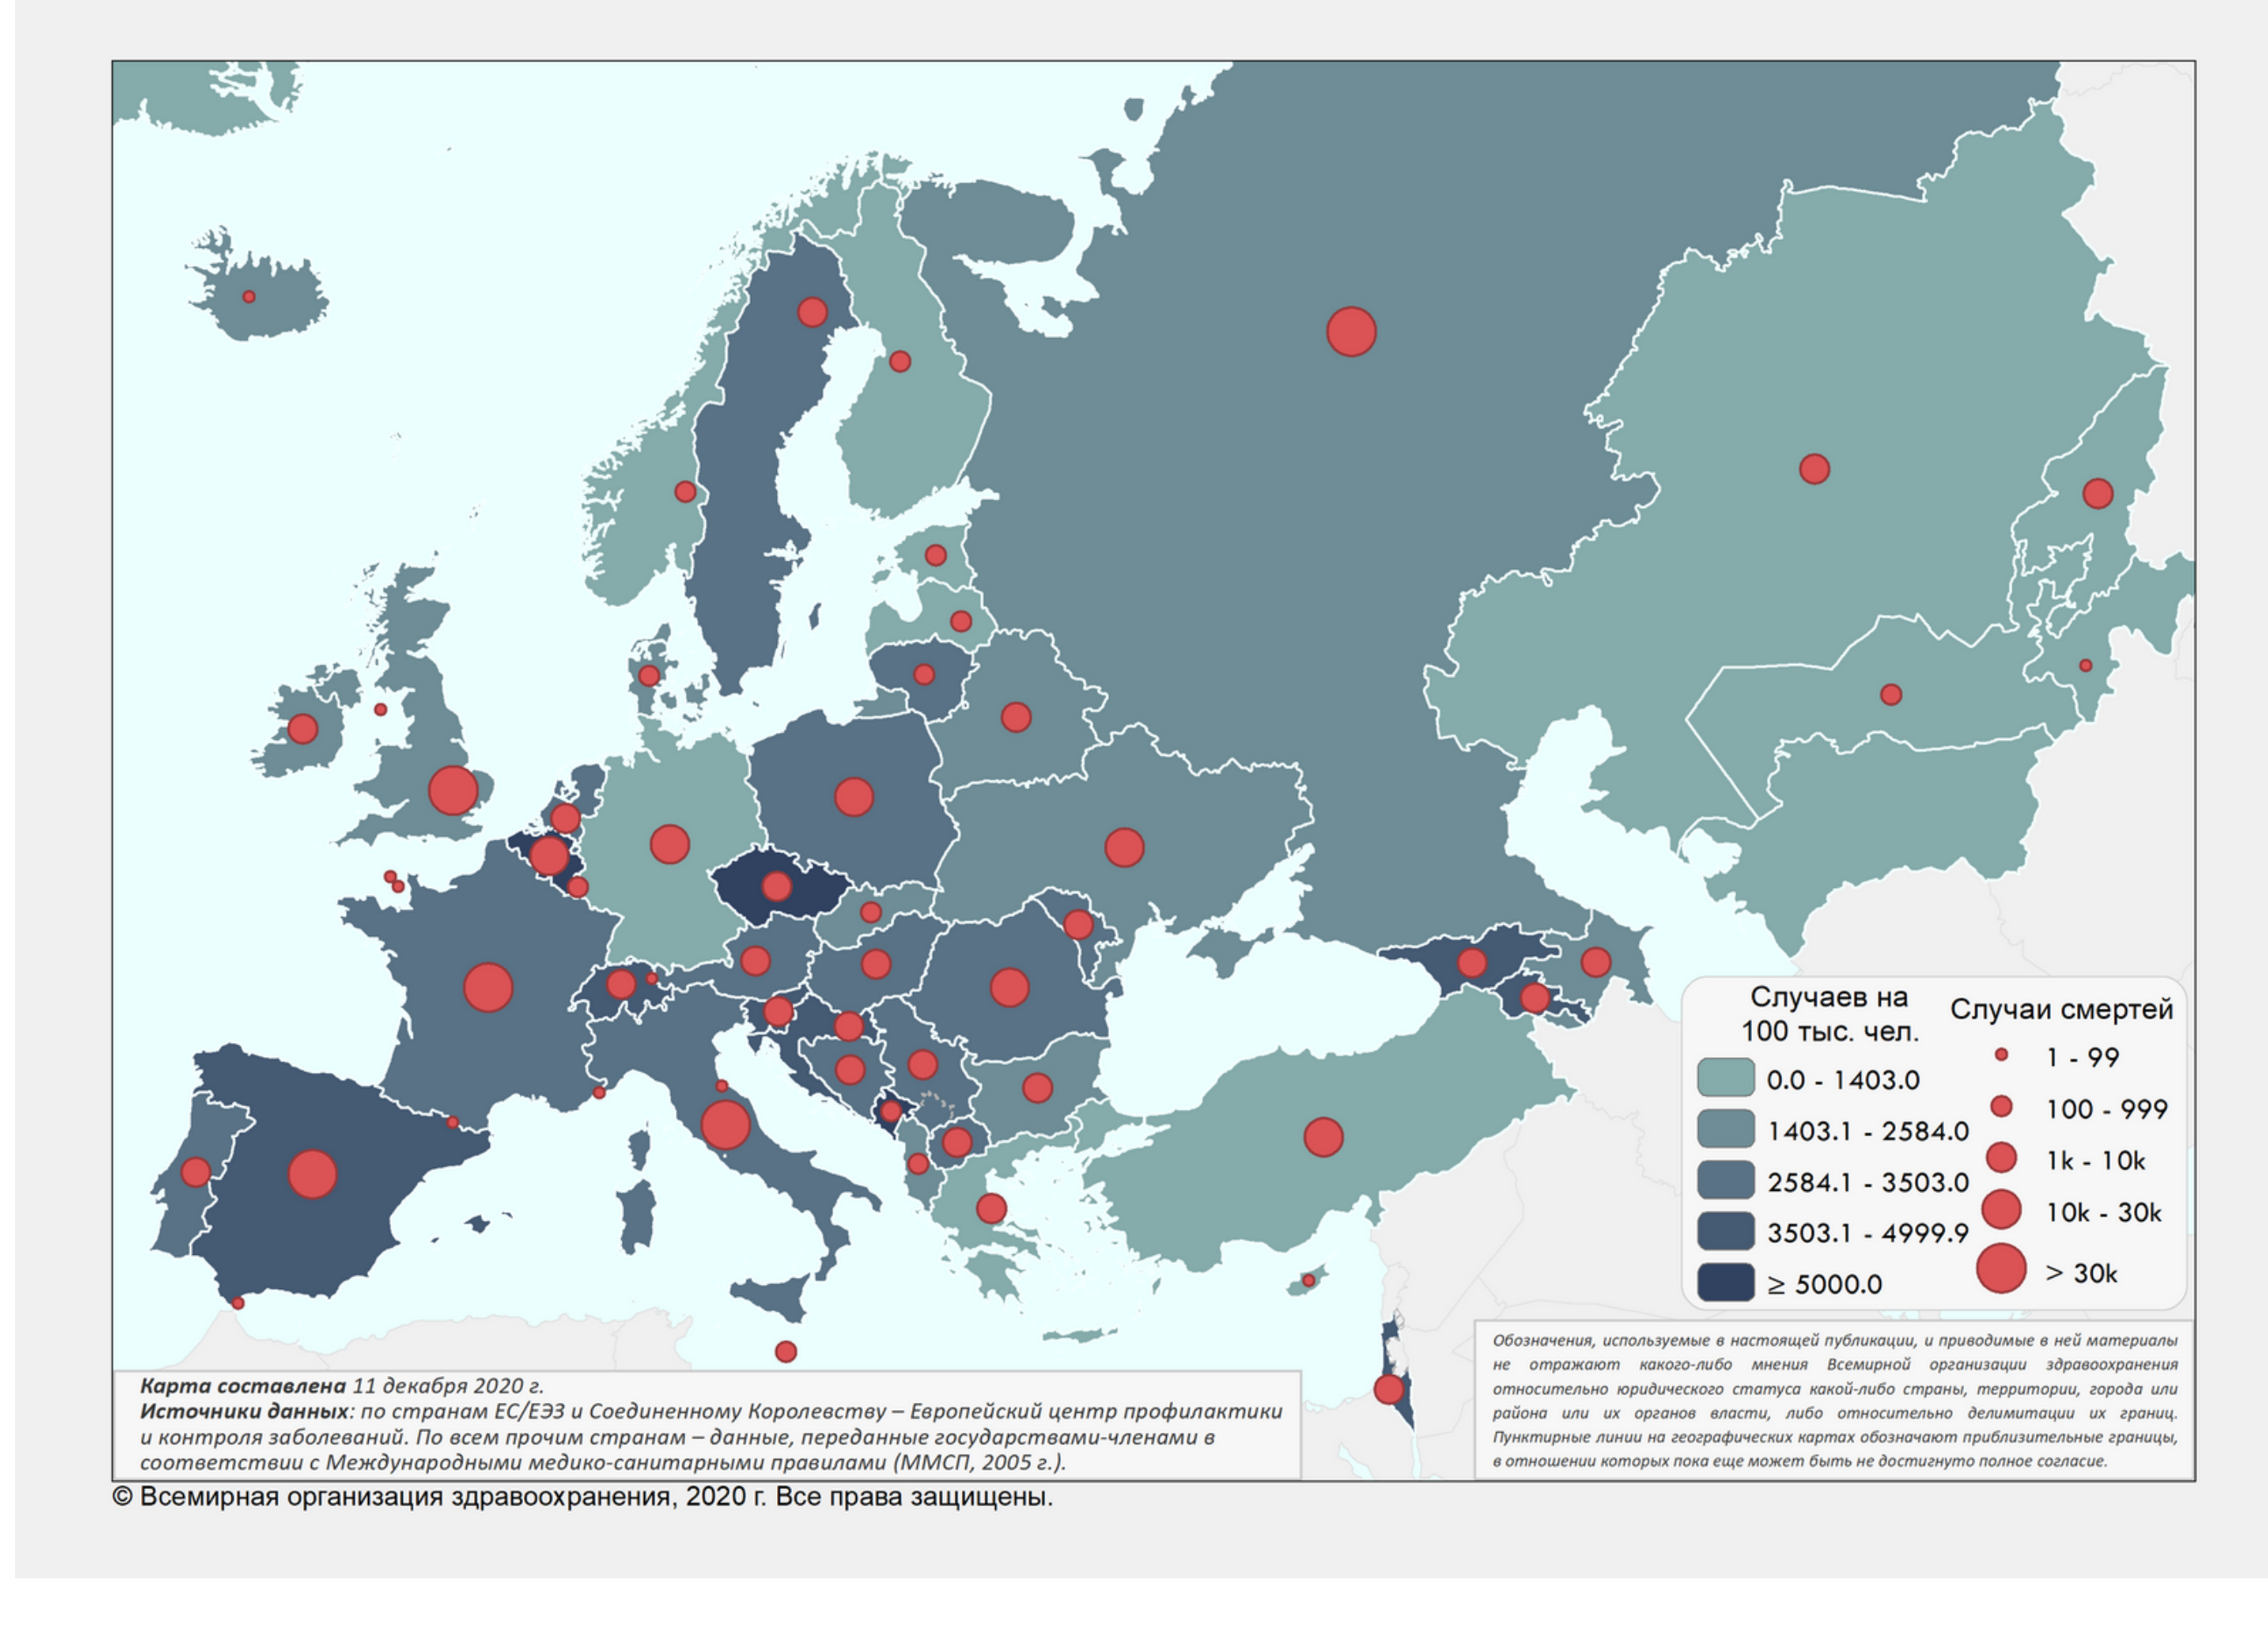 Случаев на
100 тыс. чел.
0.0 - 1403.0
1403.1 - 2584.0
2584.1 - 3503.0
3503.1 - 4999.9
≥ 5000.0
Случаи смертей
1 - 99
100 - 999
1k - 10k
10k - 30k
> 30k
Обозначения, используемые в настоящей публикации, и приводимые в ней материалы
не отражают какого-либо мнения Всемирной организации здравоохранения
относительно юридического статуса какой-либо страны, территории, города или
района или их органов власти, либо относительно делимитации их границ.
Пунктирные линии на географических картах обозначают приблизительные границы,
в отношении которых пока еще может быть не достигнуто полное согласие.
Карта составлена 11 декабря 2020 г.
Источники данных: по странам ЕС/ЕЭЗ и Соединенному Королевству – Европейский центр профилактики
и контроля заболеваний. По всем прочим странам – данные, переданные государствами-членами в
соответствии с Международными медико-санитарными правилами (ММСП, 2005 г.).
© Всемирная организация здравоохранения, 2020 г. Все права защищены.